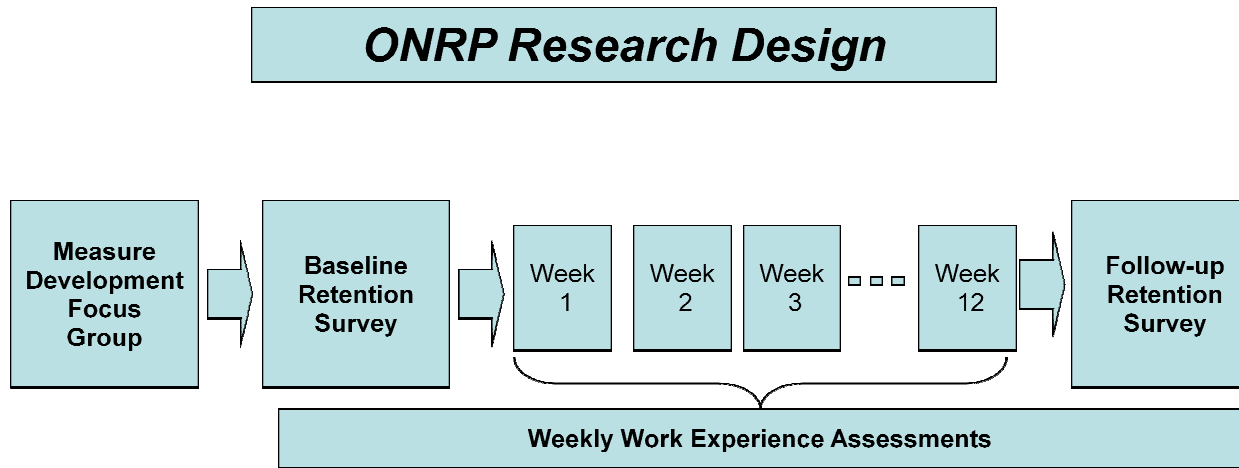 ONRP Research Design
Measure
Development
Focus
Group
Baseline
Retention
Survey
Week
1
Week
2
Week
3
Week
12
Follow-up
Retention
Survey
Weekly Work Experience Assessments